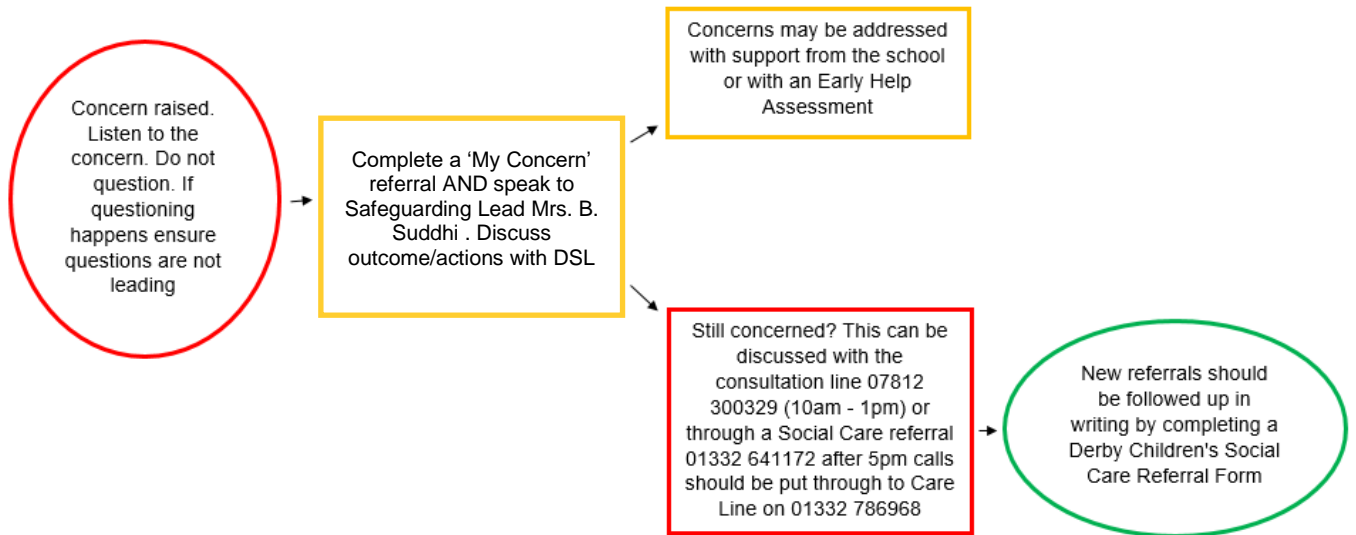 Concern raised.
Listen to the
concern. Do not
question. If
questioning
happens ensure
questions are not
leading
Complete a ‘My Concern’
referral AND speak to
Safeguarding Lead Mrs. B.
Suddhi . Discuss
outcome/actions with DSL
Concerns may be addressed
with support from the school
or with an Early Help
Assessment
Still concerned? This can be
discussed with the
consultation line 07812
300329 (10am - 1pm) or
through a Social Care referral
01332 641172 after 5pm calls
should be put through to Care
Line on 01332 786968
New referrals should
be followed up in
writing by completing a
Derby Children's Social
Care Referral Form